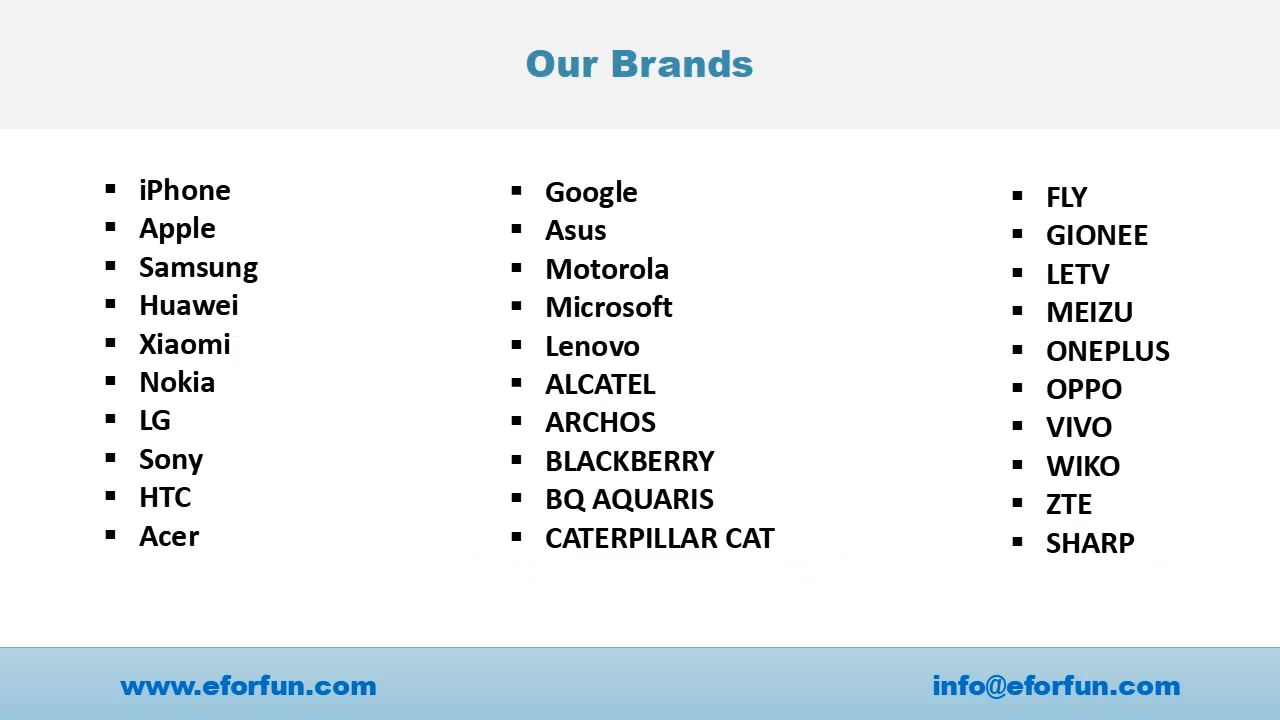 Our Brands
▪ iPhone
▪ Apple
▪ Samsung
▪ Huawei
▪ Xiaomi
▪ Nokia
▪ LG
▪ Sony
▪ HTC
▪ Acer
▪ Google
▪ Asus
▪ Motorola
▪ Microsoft
▪ Lenovo
▪ ALCATEL
▪ ARCHOS
▪ BLACKBERRY
▪ BQ AQUARIS
▪ CATERPILLAR CAT
▪ FLY
▪ GIONEE
▪ LETV
▪ MEIZU
▪ ONEPLUS
▪ OPPO
▪ VIVO
▪ WIKO
▪ ZTE
▪ SHARP
www.eforfun.com
info@eforfun.com